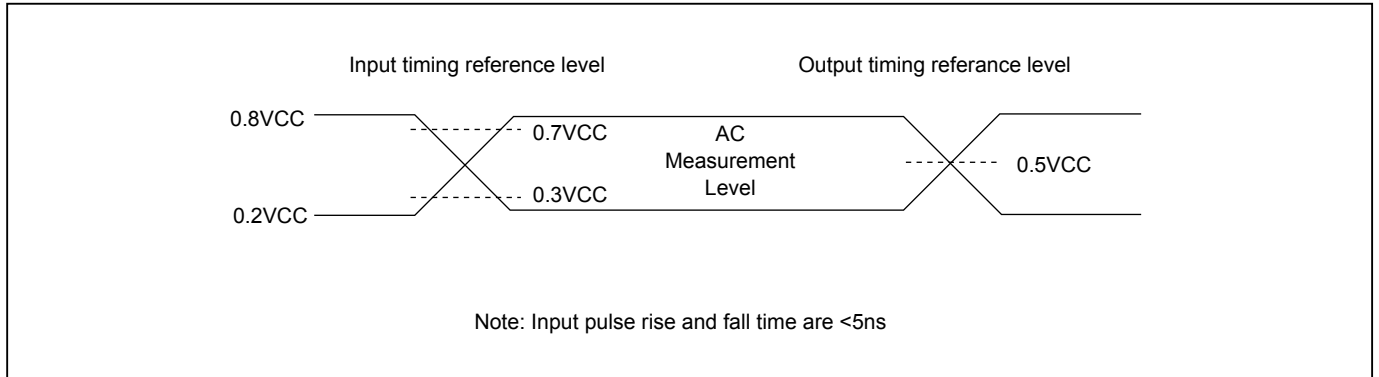 Input timing reference level
Output timing referance level
0.8VCC
0.7VCC
AC
Measurement
Level
0.5VCC
0.3VCC
0.2VCC
Note: Input pulse rise and fall time are <5ns